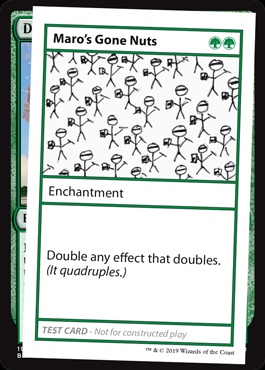 Maro's Gone Nuts
Enchantment
Double any effect that doubles.
(It quadruples.)
TEST CARD - Not for constructed play
™ & © 2019 Wizards of the Coast